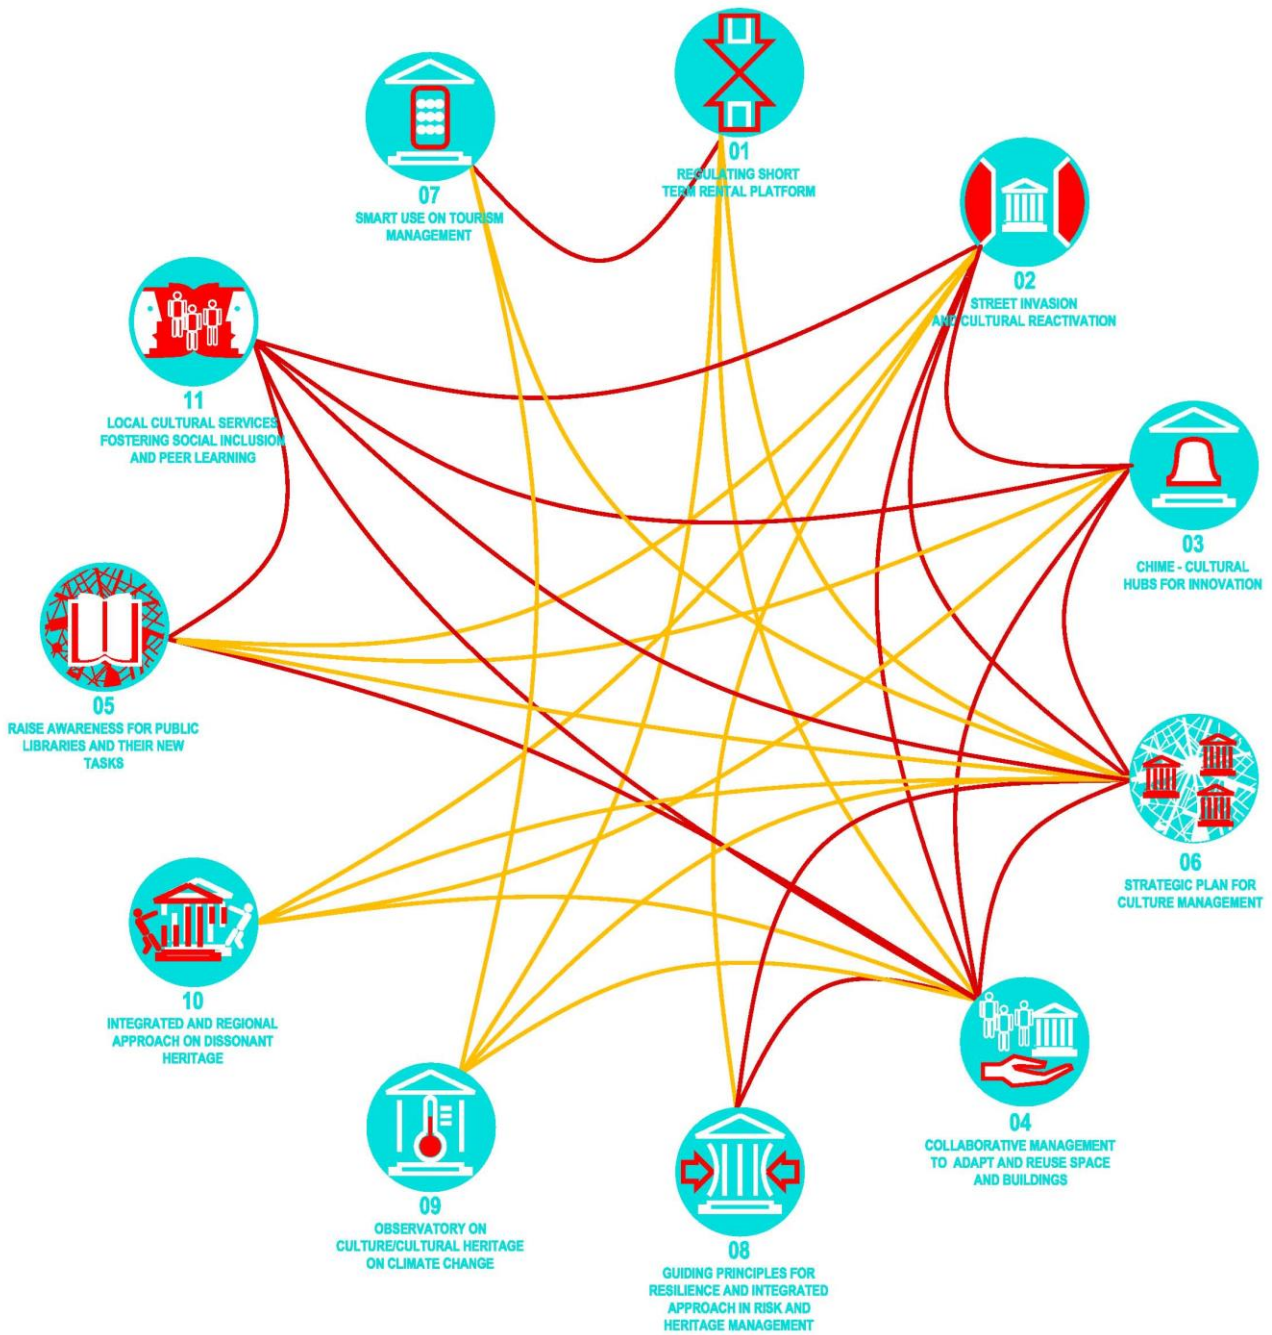 01
REGULATING SHORT
TERM RENTAL PLATFORM
07
SMART USE ON TOURISM
MANAGEMENT
02
STREET INVASION
AND CULTURAL REACTIVATION
11
LOCAL CULTURAL SERVICES
FOSTERING SOCIAL INCLUSION
AND PEER LEARNING
03
CHIME - CULTURAL
HUBS FOR INNOVATION
05
RAISE AWARENESS FOR PUBLIC
LIBRARIES AND THEIR NEW
TASKS
06
STRATEGIC PLAN FOR
CULTURE MANAGEMENT
10
INTEGRATED AND REGIONAL
APPROACH ON DISSONANT
HERITAGE
04
COLLABORATIVE MANAGEMENT
TO ADAPT AND REUSE SPACE
AND BUILDINGS
09
OBSERVATORY ON
CULTURE/CULTURAL HERITAGE
ON CLIMATE CHANGE
08
GUIDING PRINCIPLES FOR
RESILIENCE AND INTEGRATED
APPROACH IN RISK AND
HERITAGE MANAGEMENT